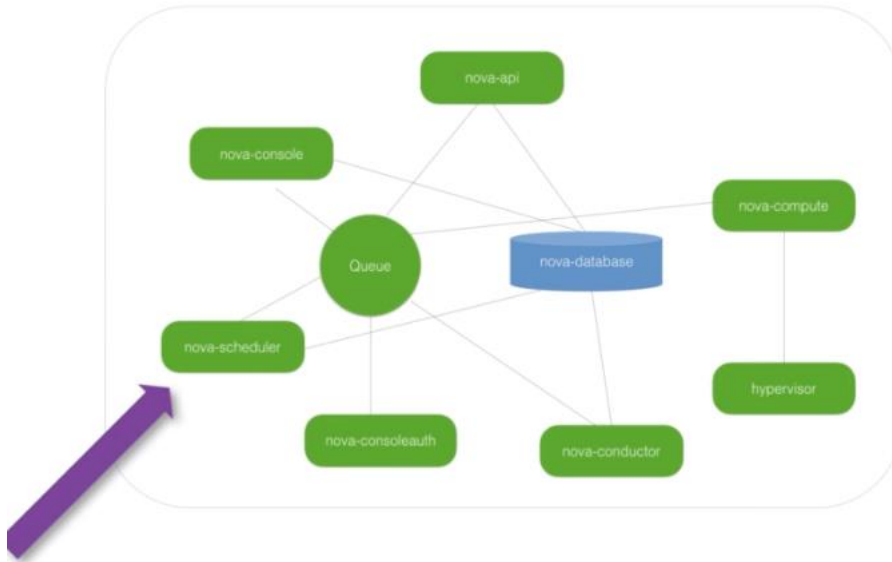 nova-api
nova-console
nova-compute
Queue
nova-database
nova-scheduler
hypervisor
nova-consoleauth
nova-conductor